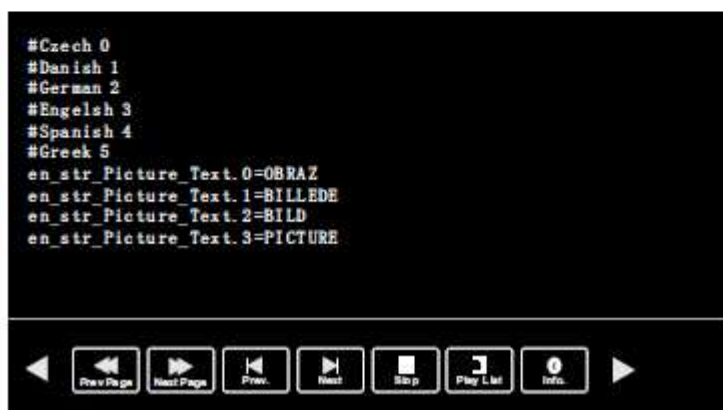 #Czech 0
#Danish 1
#German 2
#Engelsh 3
#Spanish 4
#Greek 5
en_str_Picture_Text.0=OBRAZ
en_str_Picture_Text.1=BILLEDE
en_str_Picture_Text.2=BILD
en_str_Picture_Text.3=PICTURE
Prev Page Next Page Prev. Next Stop Play List Info.